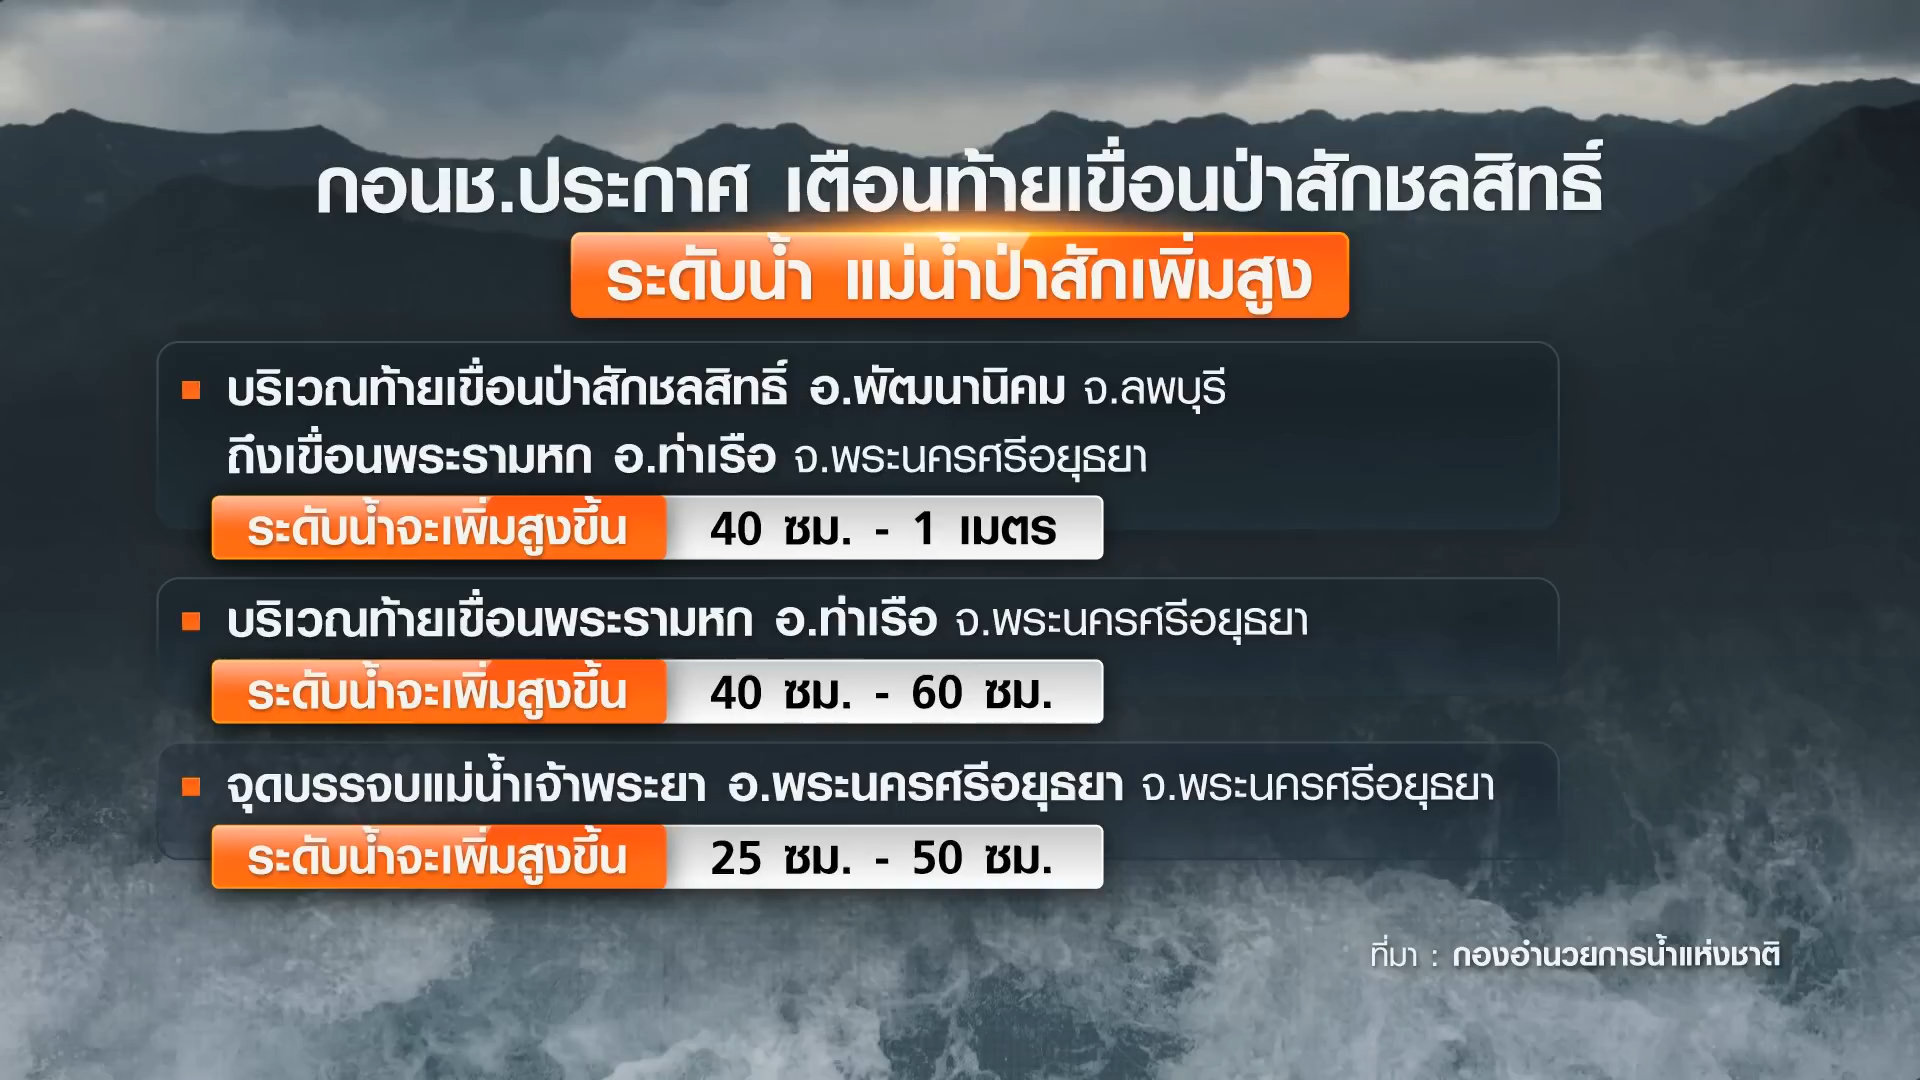 กอนช.ประกาศ เตือนท้ายเขื่อนป่าสักชลสิทธิ์
ระดับน้ำ แม่น้ำป่าสักเพิ่มสูง
บริเวณท้ายเขื่อนป่าสักชลสิทธิ์ อ.พัฒนานิคม จ.ลพบุรี
ถึงเขื่อนพระรามหก อ.ท่าเรือ จ.พระนครศรีอยุธยา
ระดับน้ำจะเพิ่มสูงขึ้น 40 ซม. - 1 เมตร
บริเวณท้ายเขื่อนพระรามหก อ.ท่าเรือ จ.พระนครศรีอยุธยา
ระดับน้ำจะเพิ่มสูงขึ้น 40 ซม. - 60 ซม.
จุดบรรจบแม่น้ำเจ้าพระยา อ.พระนครศรีอยุธยา จ.พระนครศรีอยุธยา
ระดับน้ำจะเพิ่มสูงขึ้น 25 ซม. - 50 ซม.
ที่มา : กองอำนวยการน้ำแห่งชาติ